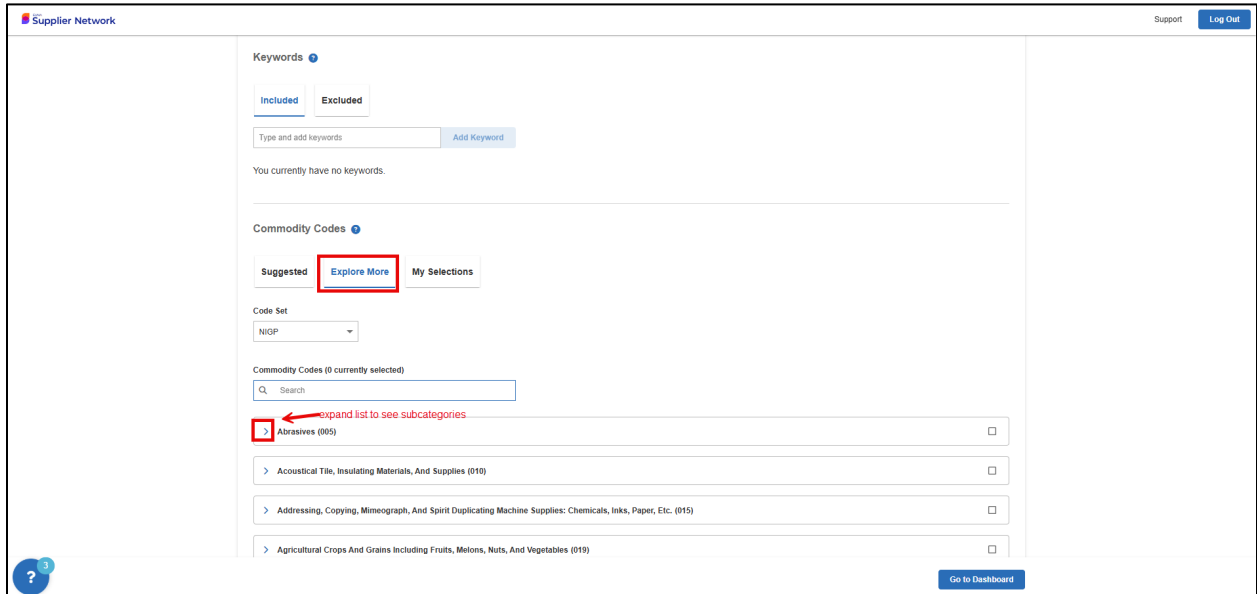 Supplier Network
Support
Log Out
Keywords ?
Included
Excluded
Type and add keywords
Add Keyword
You currently have no keywords.
Commodity Codes ?
Suggested
Explore More
My Selections
Code Set
NIGP
Commodity Codes (0 currently selected)
Search
expand list to see subcategories
Abrasives (005)
Acoustical Tile, Insulating Materials, And Supplies (010)
Addressing, Copying, Mimeograph, And Spirit Duplicating Machine Supplies: Chemicals, Inks, Paper, Etc. (015)
Agricultural Crops And Grains Including Fruits, Melons, Nuts, And Vegetables (019)
? 3
Go to Dashboard